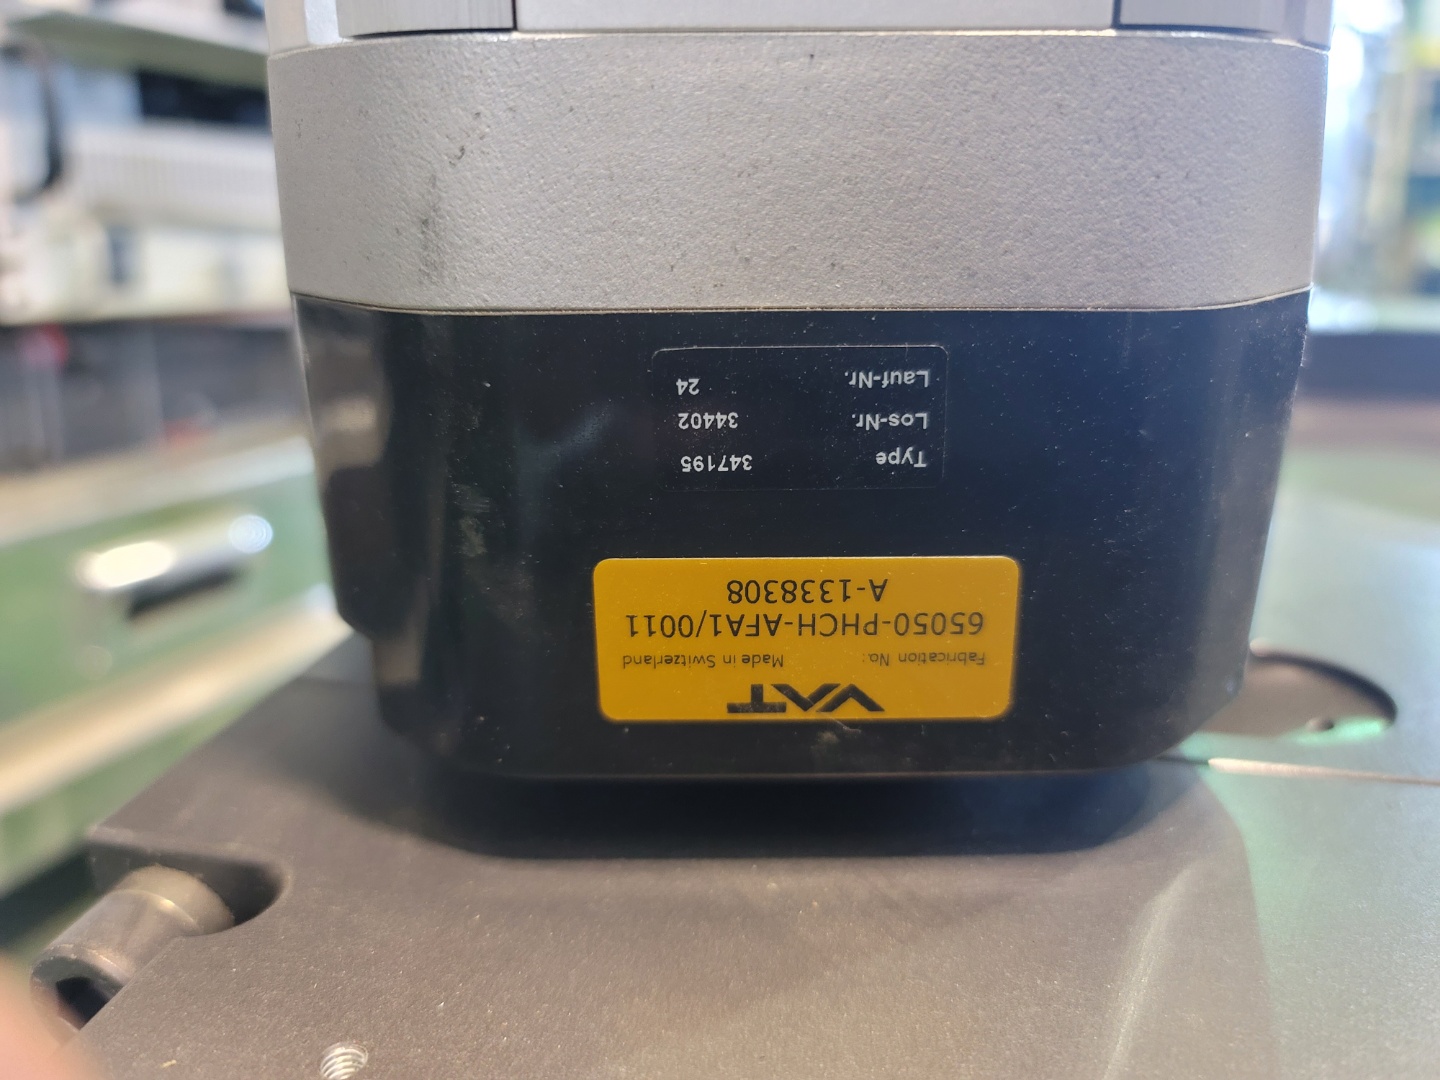 VAT
Fabrication No.: Made in Switzerland
65050-PHCH-AFA1/0011
A-1338308
Type 347195
Los-Nr. 34402
Lauf-Nr. 24